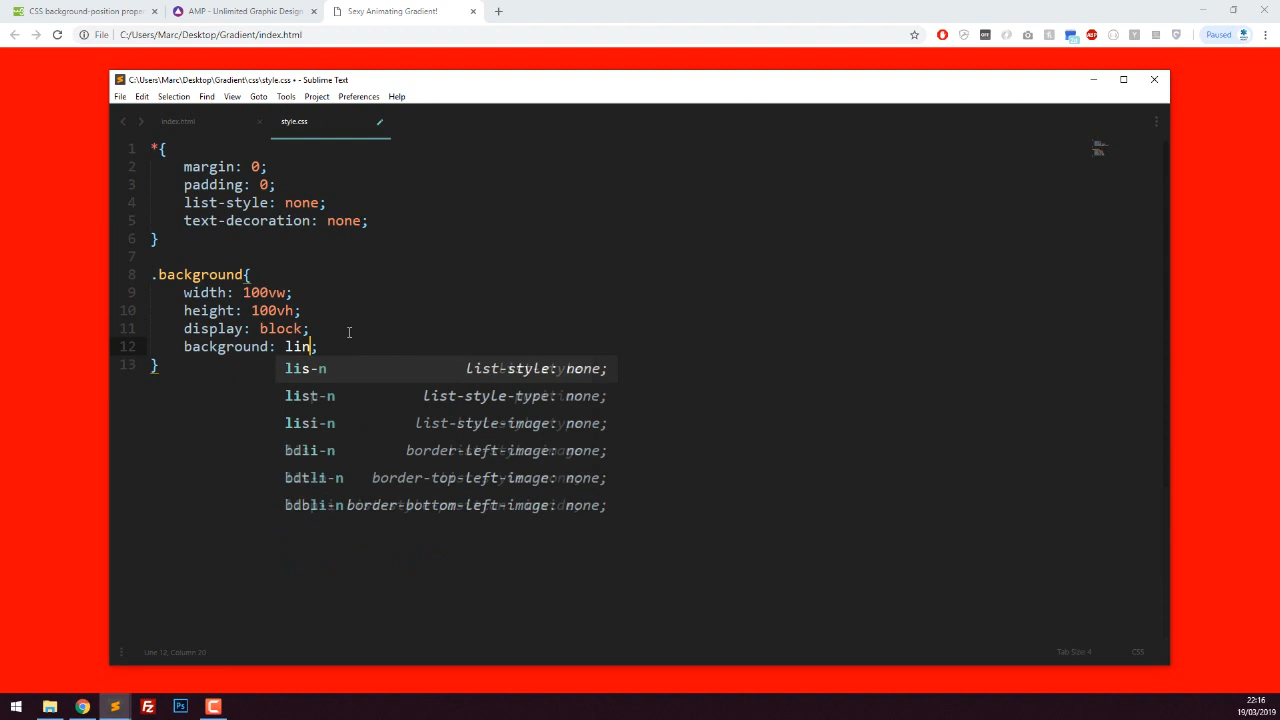 CSS background-position prope
AMP - Unlimited Graphic Design
Sexy Animating Gradient!
File
C:/Users/Marc/Desktop/Gradient/index.html
OFF
ABP
Paused
C:\Users\Marc\Desktop\Gradient\css\style.css • - Sublime Text
File Edit Selection Find View Goto Tools Project Preferences Help
index.html
style.css
1 *{
2 margin: 0;
3 padding: 0;
4 list-style: none;
5 text-decoration: none;
6 }
7
8 .background{
9 width: 100vw;
10 height: 100vh;
11 display: block;
12 background: lin;
13 }
lis-n list-style: none;
list-n list-style-type: none;
lisi-n list-style-image: none;
bdli-n border-left-image: none;
bdtli-n border-top-left-image: none;
bdbli-n border-bottom-left-image: none;
Line 12, Column 20
Tab Size: 4
CSS
Fz
Ps
22:16
19/03/2019